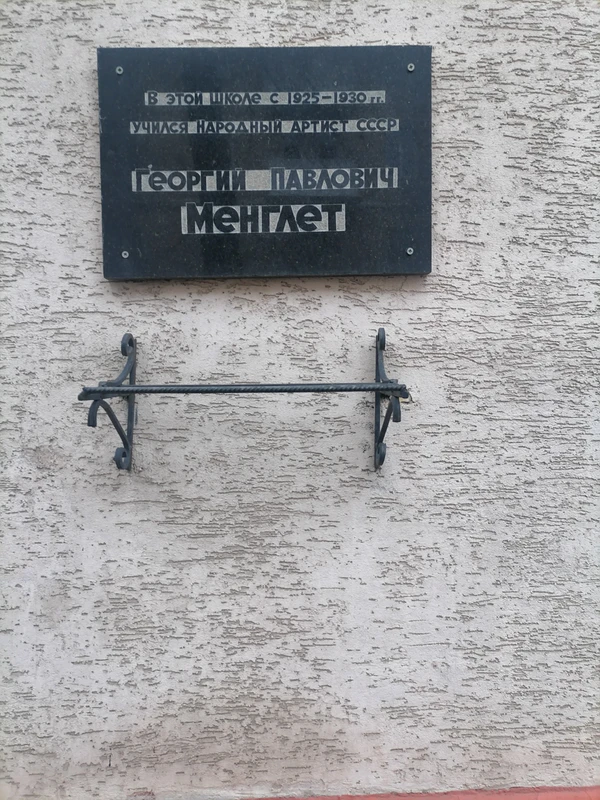 В этой школе с 1925–1930 гг.
учился Народный артист СССР
Георгий Павлович
Менглет